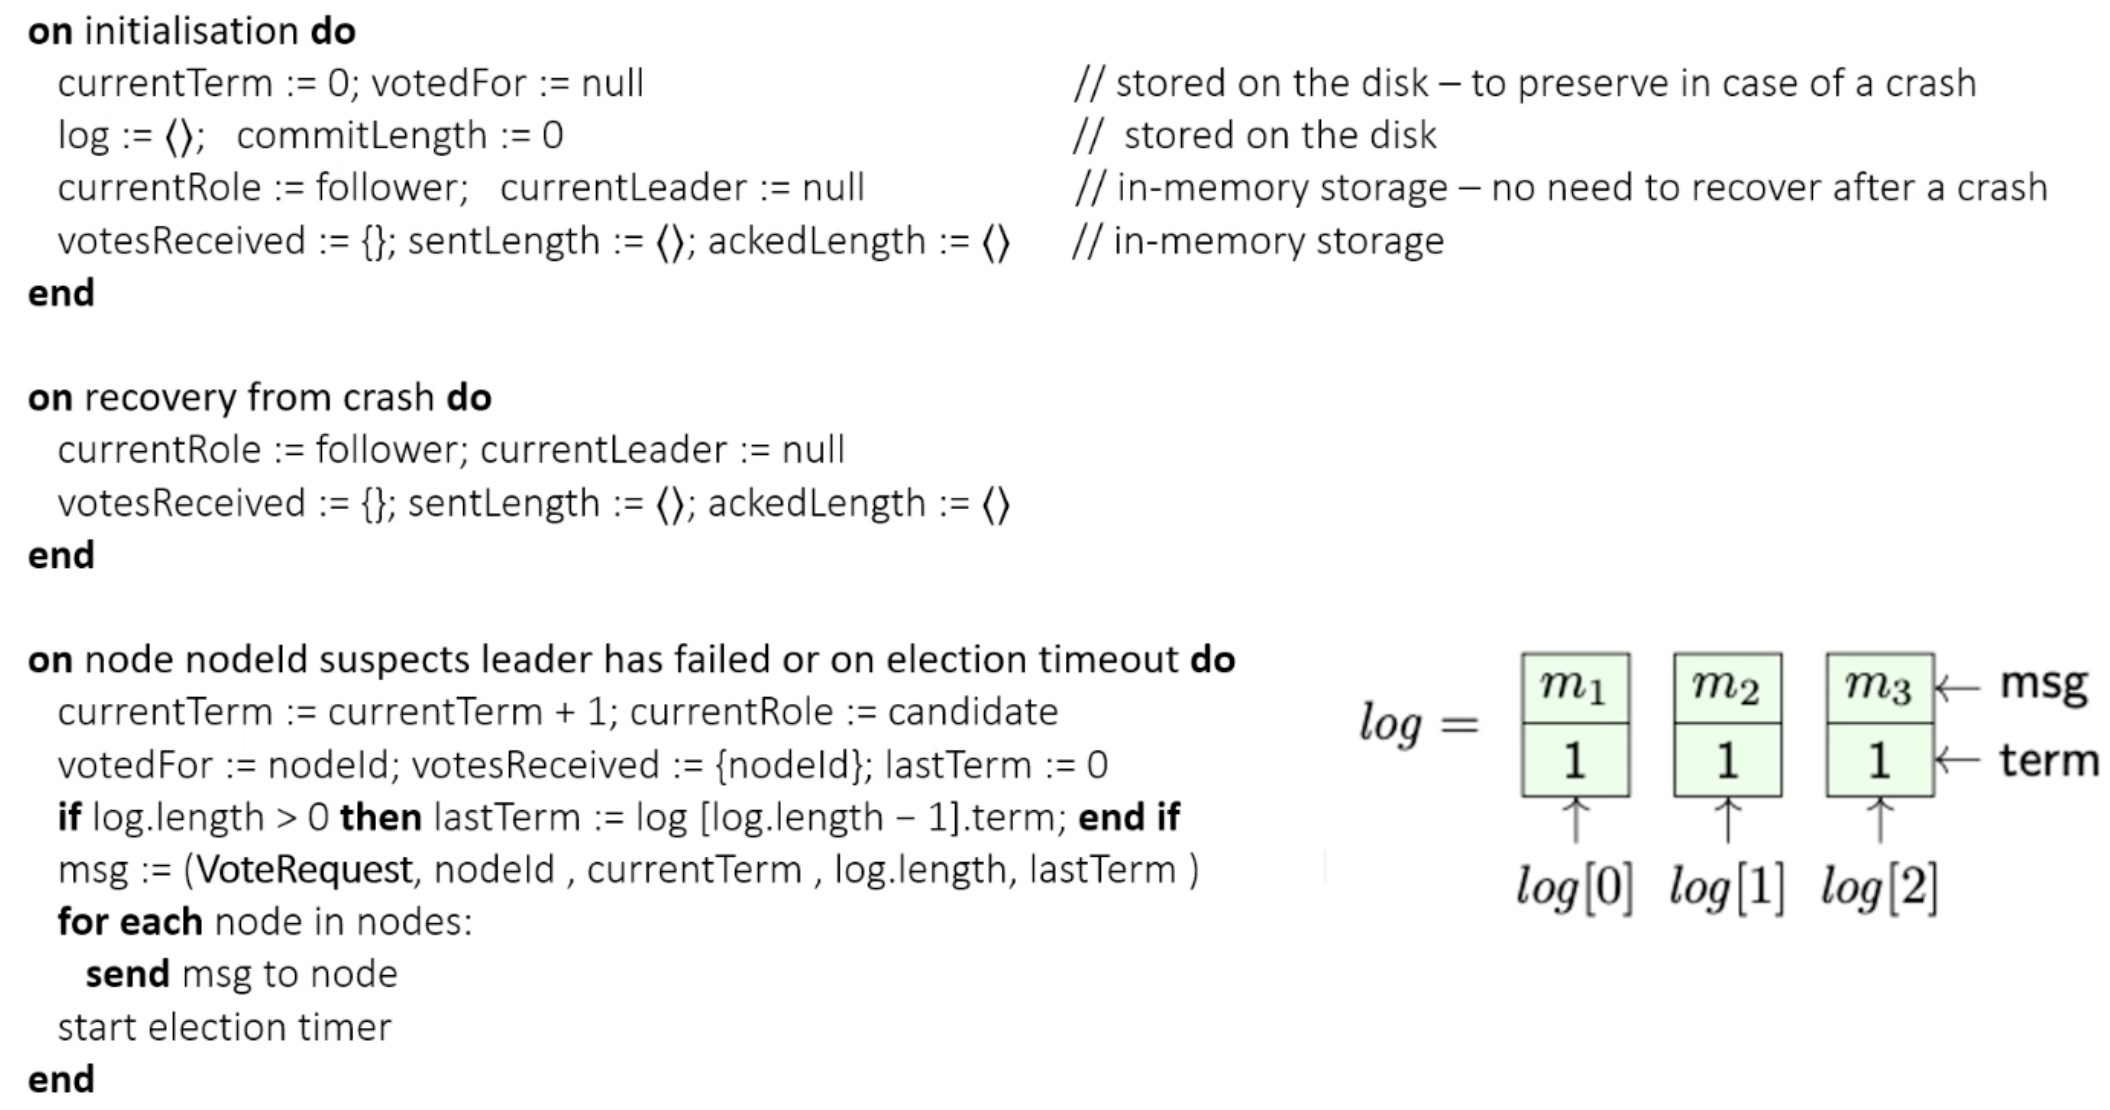 on initialisation do
currentTerm := 0; votedFor := null // stored on the disk – to preserve in case of a crash
log := ⟨⟩; commitLength := 0 // stored on the disk
currentRole := follower; currentLeader := null // in-memory storage – no need to recover after a crash
votesReceived := {}; sentLength := ⟨⟩; ackedLength := ⟨⟩ // in-memory storage
end
on recovery from crash do
currentRole := follower; currentLeader := null
votesReceived := {}; sentLength := ⟨⟩; ackedLength := ⟨⟩
end
on node nodeId suspects leader has failed or on election timeout do
currentTerm := currentTerm + 1; currentRole := candidate
votedFor := nodeId; votesReceived := {nodeId}; lastTerm := 0
if log.length > 0 then lastTerm := log [log.length − 1].term; end if
msg := (VoteRequest, nodeId , currentTerm , log.length, lastTerm )
for each node in nodes:
send msg to node
start election timer
end
log =
m₁ m₂ m₃ ← msg
1 1 1 ← term
↑ ↑ ↑
log[0] log[1] log[2]